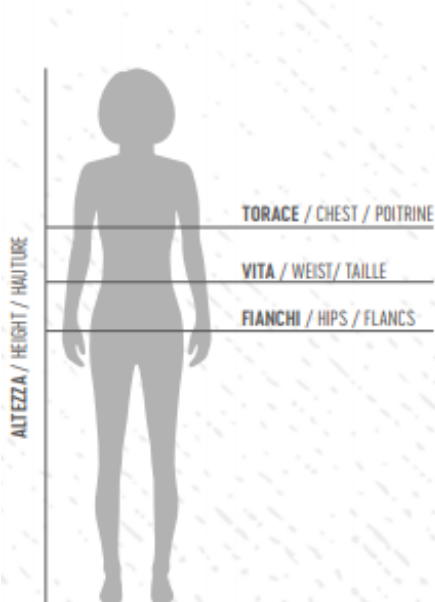 TORACE / CHEST / POITRINE
VITA / WEIST/ TAILLE
FIANCHI / HIPS / FLANCS
ALTEZZA / HEIGHT / HAUTURE